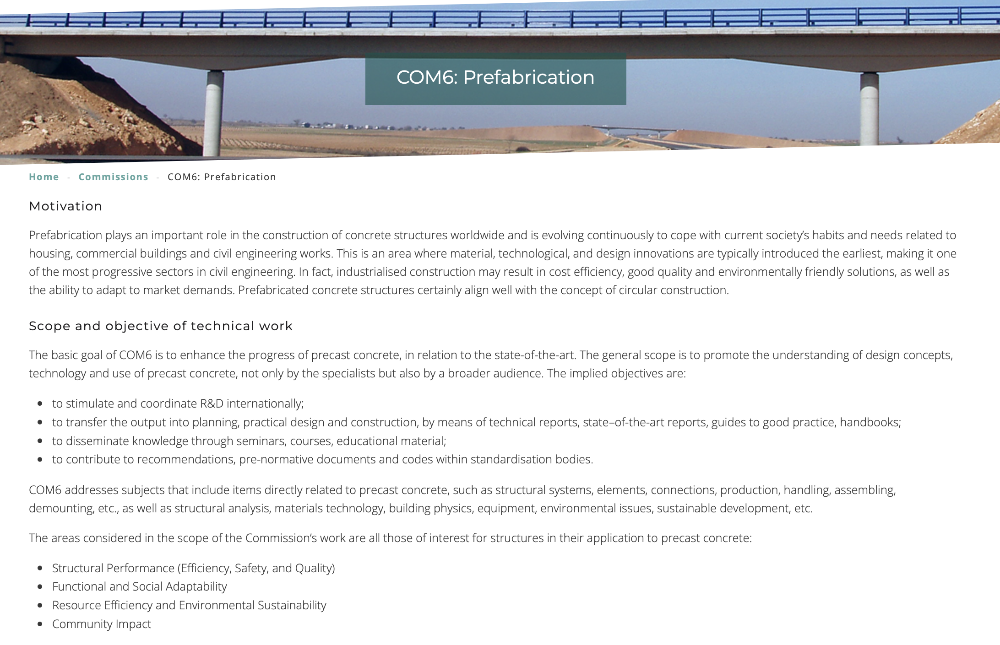 COM6: Prefabrication
Home - Commissions - COM6: Prefabrication
Motivation
Prefabrication plays an important role in the construction of concrete structures worldwide and is evolving continuously to cope with current society’s habits and needs related to
housing, commercial buildings and civil engineering works. This is an area where material, technological, and design innovations are typically introduced the earliest, making it one
of the most progressive sectors in civil engineering. In fact, industrialised construction may result in cost efficiency, good quality and environmentally friendly solutions, as well as
the ability to adapt to market demands. Prefabricated concrete structures certainly align well with the concept of circular construction.
Scope and objective of technical work
The basic goal of COM6 is to enhance the progress of precast concrete, in relation to the state-of-the-art. The general scope is to promote the understanding of design concepts,
technology and use of precast concrete, not only by the specialists but also by a broader audience. The implied objectives are:
• to stimulate and coordinate R&D internationally;
• to transfer the output into planning, practical design and construction, by means of technical reports, state–of-the-art reports, guides to good practice, handbooks;
• to disseminate knowledge through seminars, courses, educational material;
• to contribute to recommendations, pre-normative documents and codes within standardisation bodies.
COM6 addresses subjects that include items directly related to precast concrete, such as structural systems, elements, connections, production, handling, assembling,
demounting, etc., as well as structural analysis, materials technology, building physics, equipment, environmental issues, sustainable development, etc.
The areas considered in the scope of the Commission’s work are all those of interest for structures in their application to precast concrete:
• Structural Performance (Efficiency, Safety, and Quality)
• Functional and Social Adaptability
• Resource Efficiency and Environmental Sustainability
• Community Impact